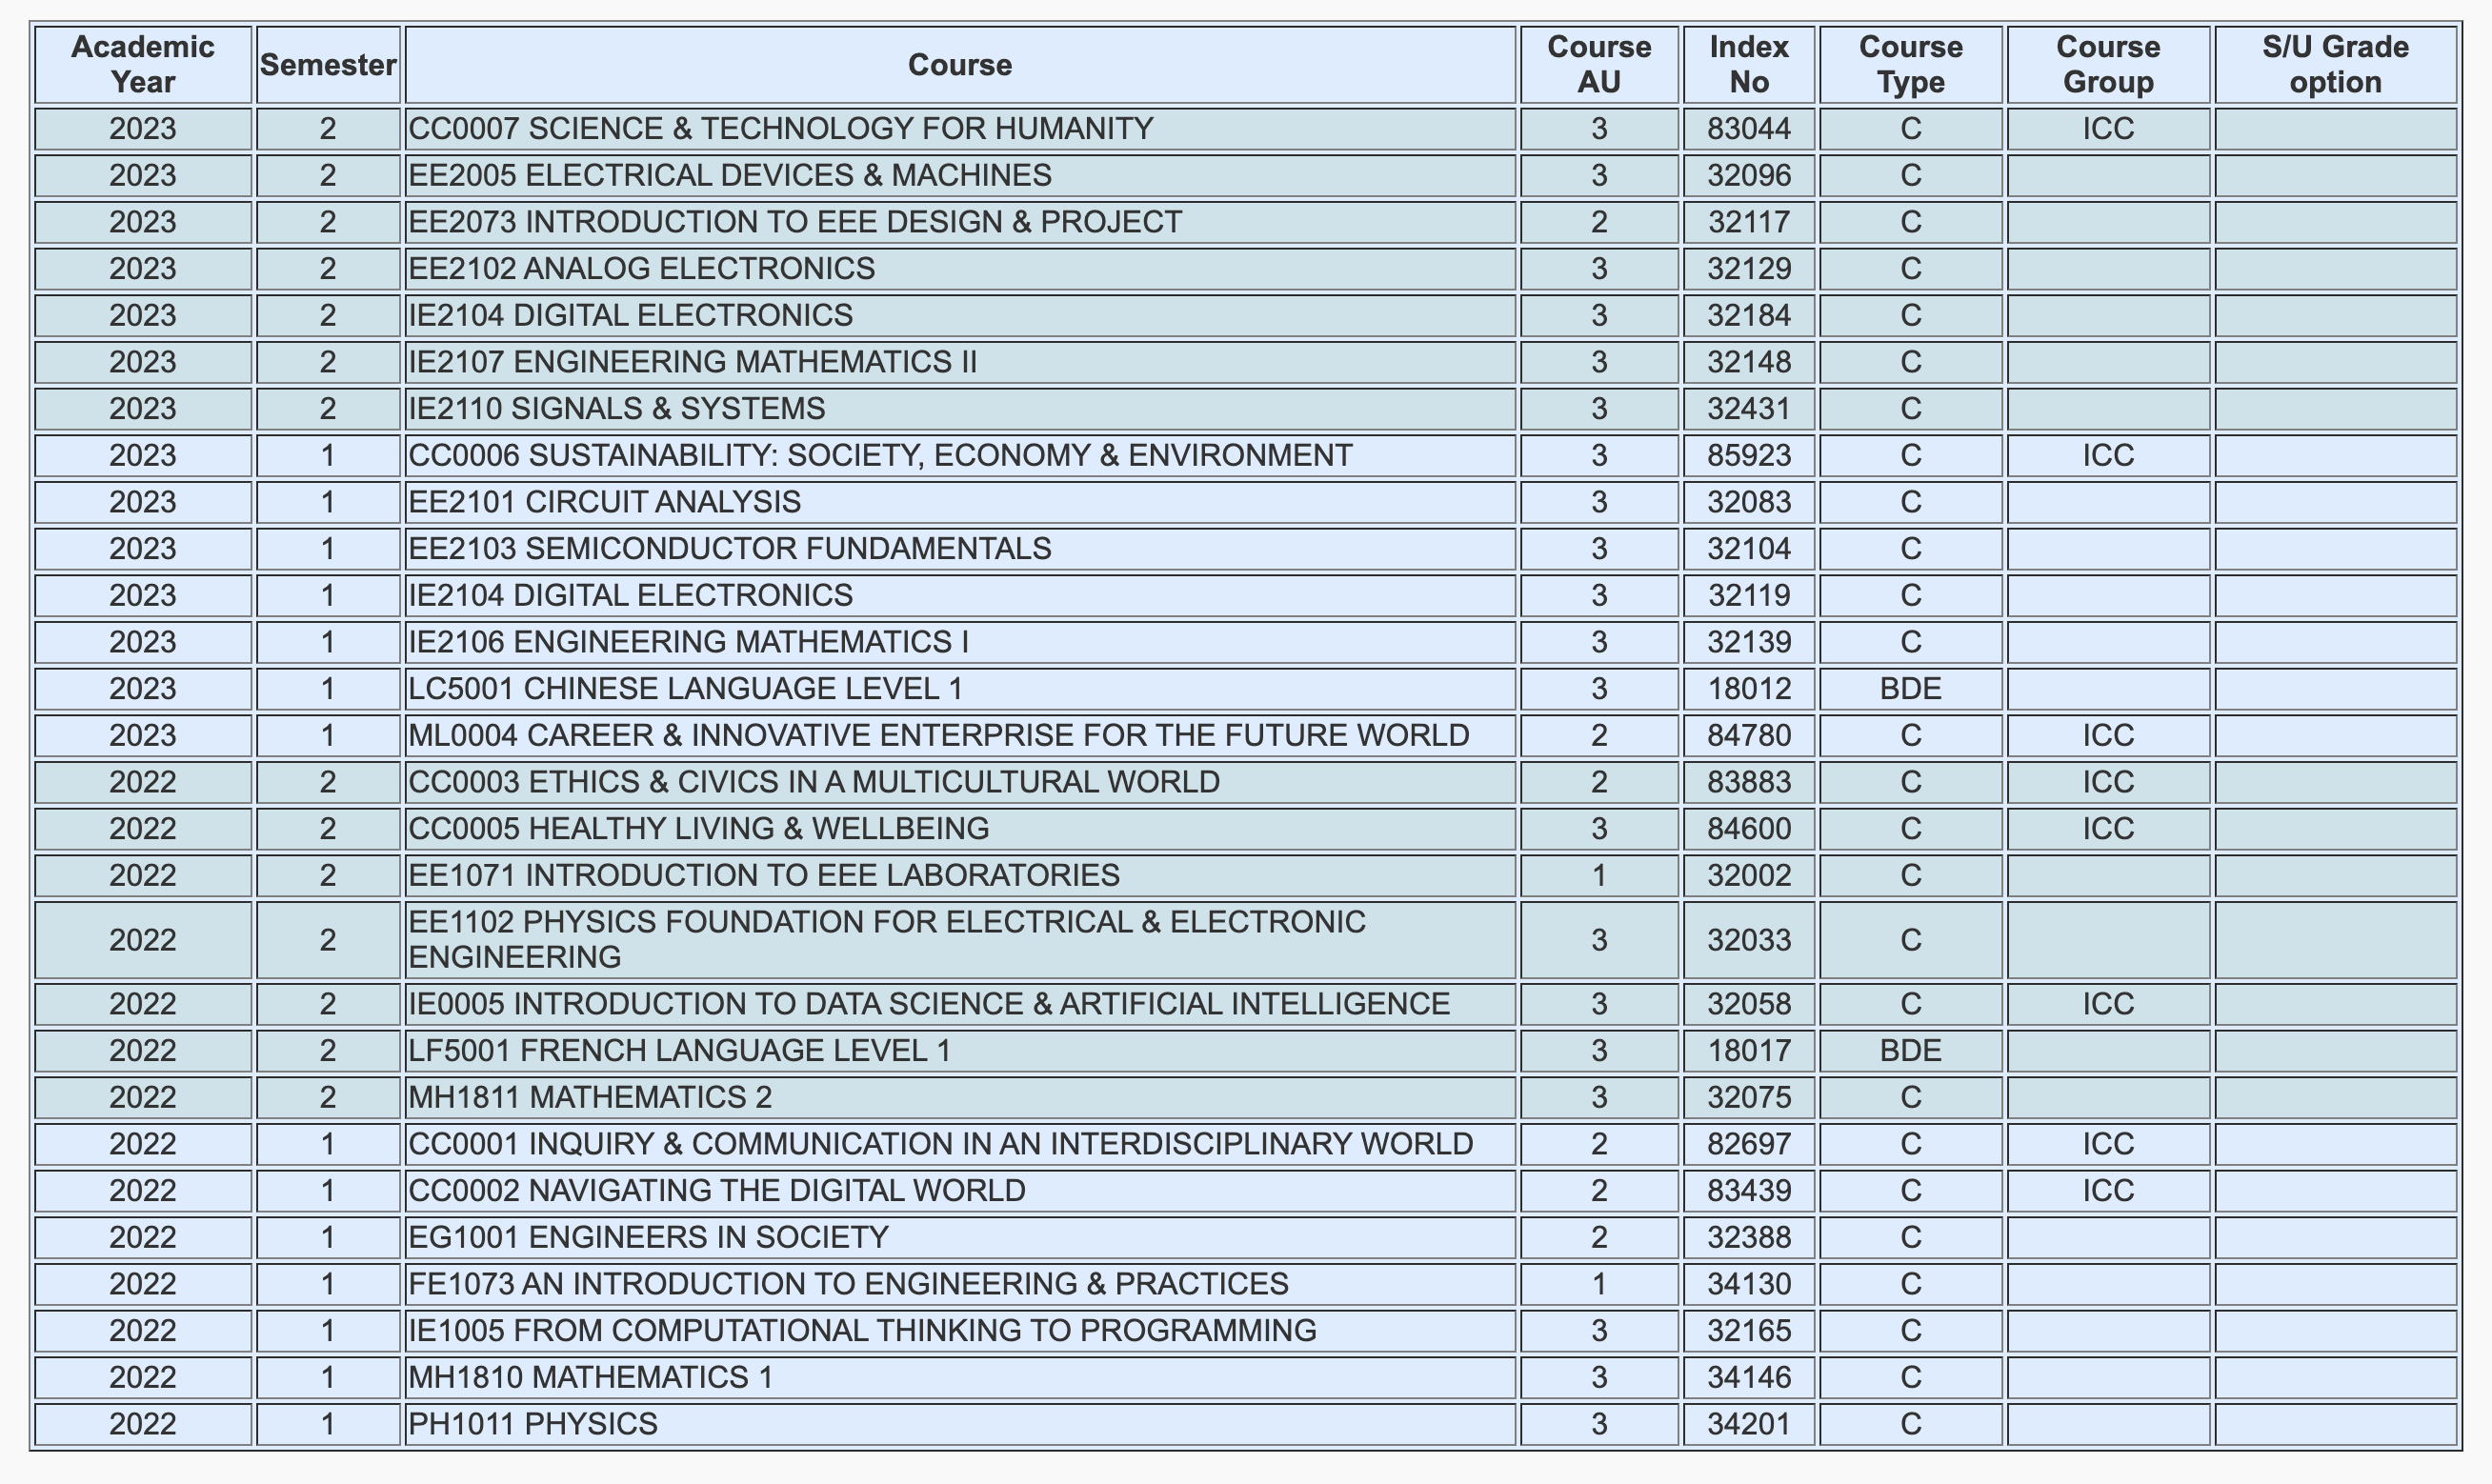 Academic Year Semester Course Course AU Index No Course Type Course Group S/U Grade option
2023 2 CC0007 SCIENCE & TECHNOLOGY FOR HUMANITY 3 83044 C ICC
2023 2 EE2005 ELECTRICAL DEVICES & MACHINES 3 32096 C
2023 2 EE2073 INTRODUCTION TO EEE DESIGN & PROJECT 2 32117 C
2023 2 EE2102 ANALOG ELECTRONICS 3 32129 C
2023 2 IE2104 DIGITAL ELECTRONICS 3 32184 C
2023 2 IE2107 ENGINEERING MATHEMATICS II 3 32148 C
2023 2 IE2110 SIGNALS & SYSTEMS 3 32431 C
2023 1 CC0006 SUSTAINABILITY: SOCIETY, ECONOMY & ENVIRONMENT 3 85923 C ICC
2023 1 EE2101 CIRCUIT ANALYSIS 3 32083 C
2023 1 EE2103 SEMICONDUCTOR FUNDAMENTALS 3 32104 C
2023 1 IE2104 DIGITAL ELECTRONICS 3 32119 C
2023 1 IE2106 ENGINEERING MATHEMATICS I 3 32139 C
2023 1 LC5001 CHINESE LANGUAGE LEVEL 1 3 18012 BDE
2023 1 ML0004 CAREER & INNOVATIVE ENTERPRISE FOR THE FUTURE WORLD 2 84780 C ICC
2022 2 CC0003 ETHICS & CIVICS IN A MULTICULTURAL WORLD 2 83883 C ICC
2022 2 CC0005 HEALTHY LIVING & WELLBEING 3 84600 C ICC
2022 2 EE1071 INTRODUCTION TO EEE LABORATORIES 1 32002 C
2022 2 EE1102 PHYSICS FOUNDATION FOR ELECTRICAL & ELECTRONIC ENGINEERING 3 32033 C
2022 2 IE0005 INTRODUCTION TO DATA SCIENCE & ARTIFICIAL INTELLIGENCE 3 32058 C ICC
2022 2 LF5001 FRENCH LANGUAGE LEVEL 1 3 18017 BDE
2022 2 MH1811 MATHEMATICS 2 3 32075 C
2022 1 CC0001 INQUIRY & COMMUNICATION IN AN INTERDISCIPLINARY WORLD 2 82697 C ICC
2022 1 CC0002 NAVIGATING THE DIGITAL WORLD 2 83439 C ICC
2022 1 EG1001 ENGINEERS IN SOCIETY 2 32388 C
2022 1 FE1073 AN INTRODUCTION TO ENGINEERING & PRACTICES 1 34130 C
2022 1 IE1005 FROM COMPUTATIONAL THINKING TO PROGRAMMING 3 32165 C
2022 1 MH1810 MATHEMATICS 1 3 34146 C
2022 1 PH1011 PHYSICS 3 34201 C